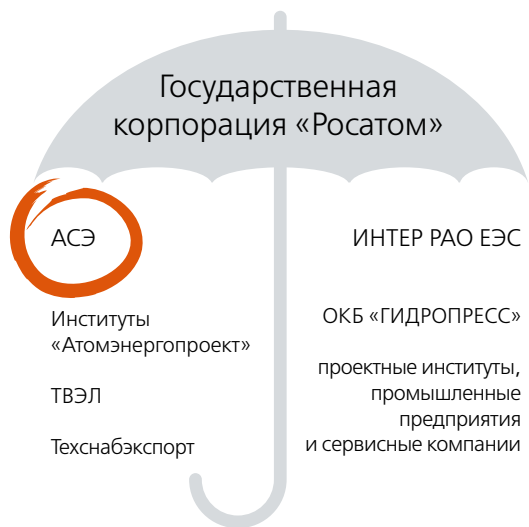 Государственная
корпорация «Росатом»
АСЭ
Институты
«Атомэнергопроект»
ТВЭЛ
Техснабэкспорт
ИНТЕР РАО ЕЭС
ОКБ «ГИДРОПРЕСС»
проектные институты,
промышленные
предприятия
и сервисные компании